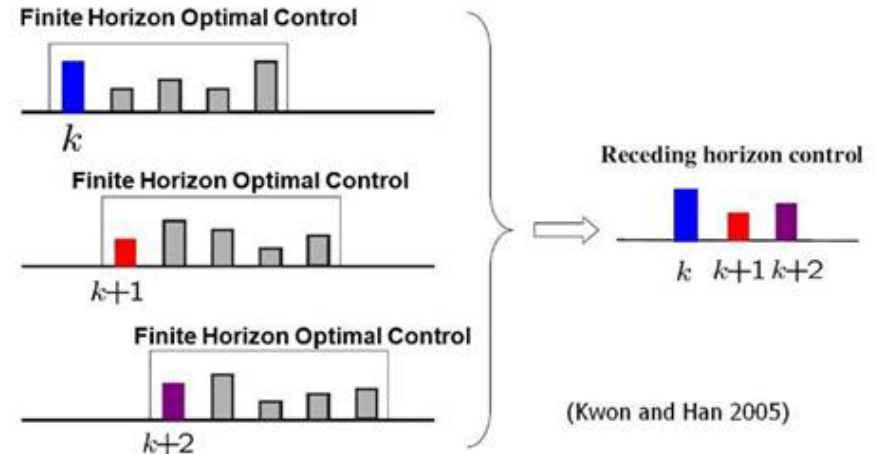 Finite Horizon Optimal Control
k
Finite Horizon Optimal Control
k+1
Finite Horizon Optimal Control
k+2
Receding horizon control
k k+1 k+2
(Kwon and Han 2005)